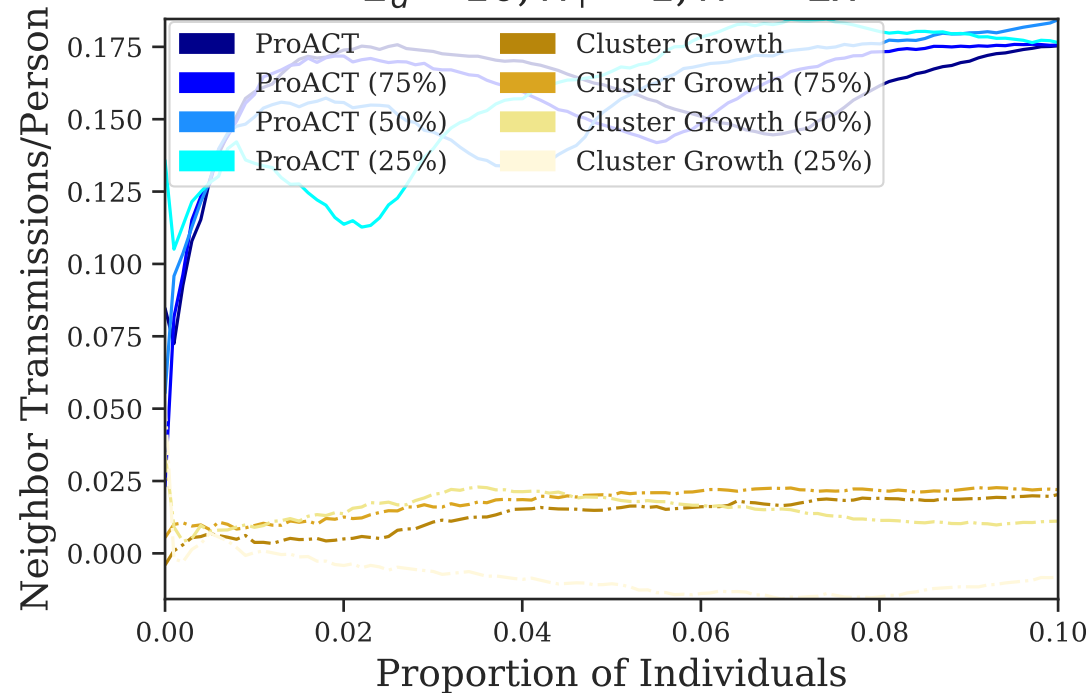 Neighbor Transmissions/Person
0.175
0.150
0.125
0.100
0.075
0.050
0.025
0.000
ProACT
ProACT (75%)
ProACT (50%)
ProACT (25%)
Cluster Growth
Cluster Growth (75%)
Cluster Growth (50%)
Cluster Growth (25%)
0.00 0.02 0.04 0.06 0.08 0.10
Proportion of Individuals